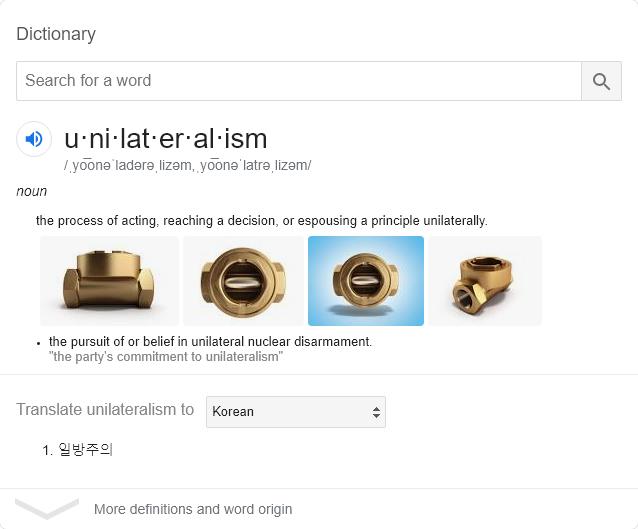 Dictionary
Search for a word
u·ni·lat·er·al·ism
/ˌyo͞onəˈladərəˌlizəm,ˌyo͞onəˈlatrəˌlizəm/
noun
the process of acting, reaching a decision, or espousing a principle unilaterally.
• the pursuit of or belief in unilateral nuclear disarmament.
"the party's commitment to unilateralism"
Translate unilateralism to Korean
1. 일방주의
More definitions and word origin